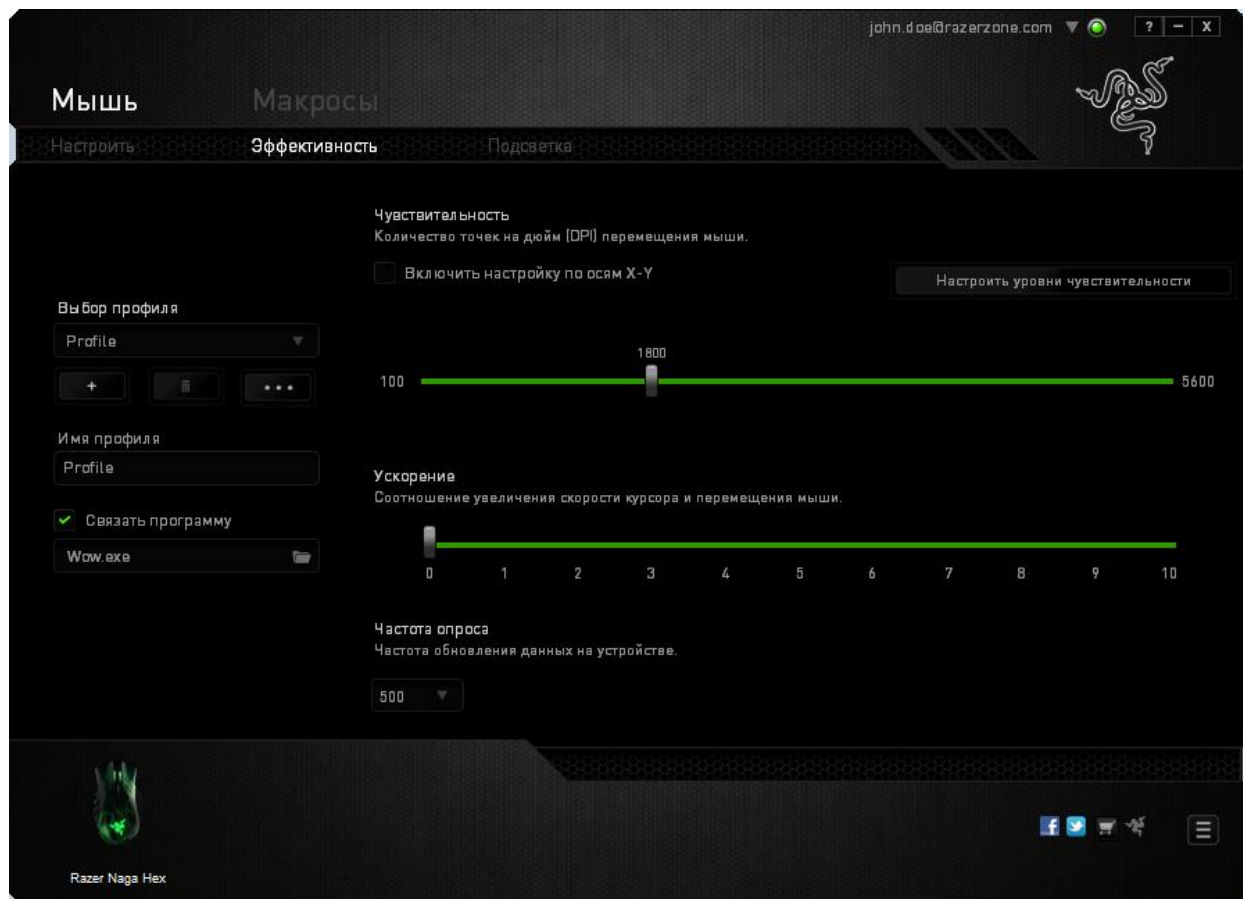 john.doe@razerzone.com
? – X
Мышь Макросы
Настроить Эффективность Подсветка
Чувствительность
Количество точек на дюйм (DPI) перемещения мыши.
Включить настройку по осям X-Y
Настроить уровни чувствительности
Выбор профиля
Profile
+ •••
1800
100 5600
Имя профиля
Profile
Связать программу
Wow.exe
Ускорение
Соотношение увеличения скорости курсора и перемещения мыши.
0 1 2 3 4 5 6 7 8 9 10
Частота опроса
Частота обновления данных на устройстве.
500
Razer Naga Hex